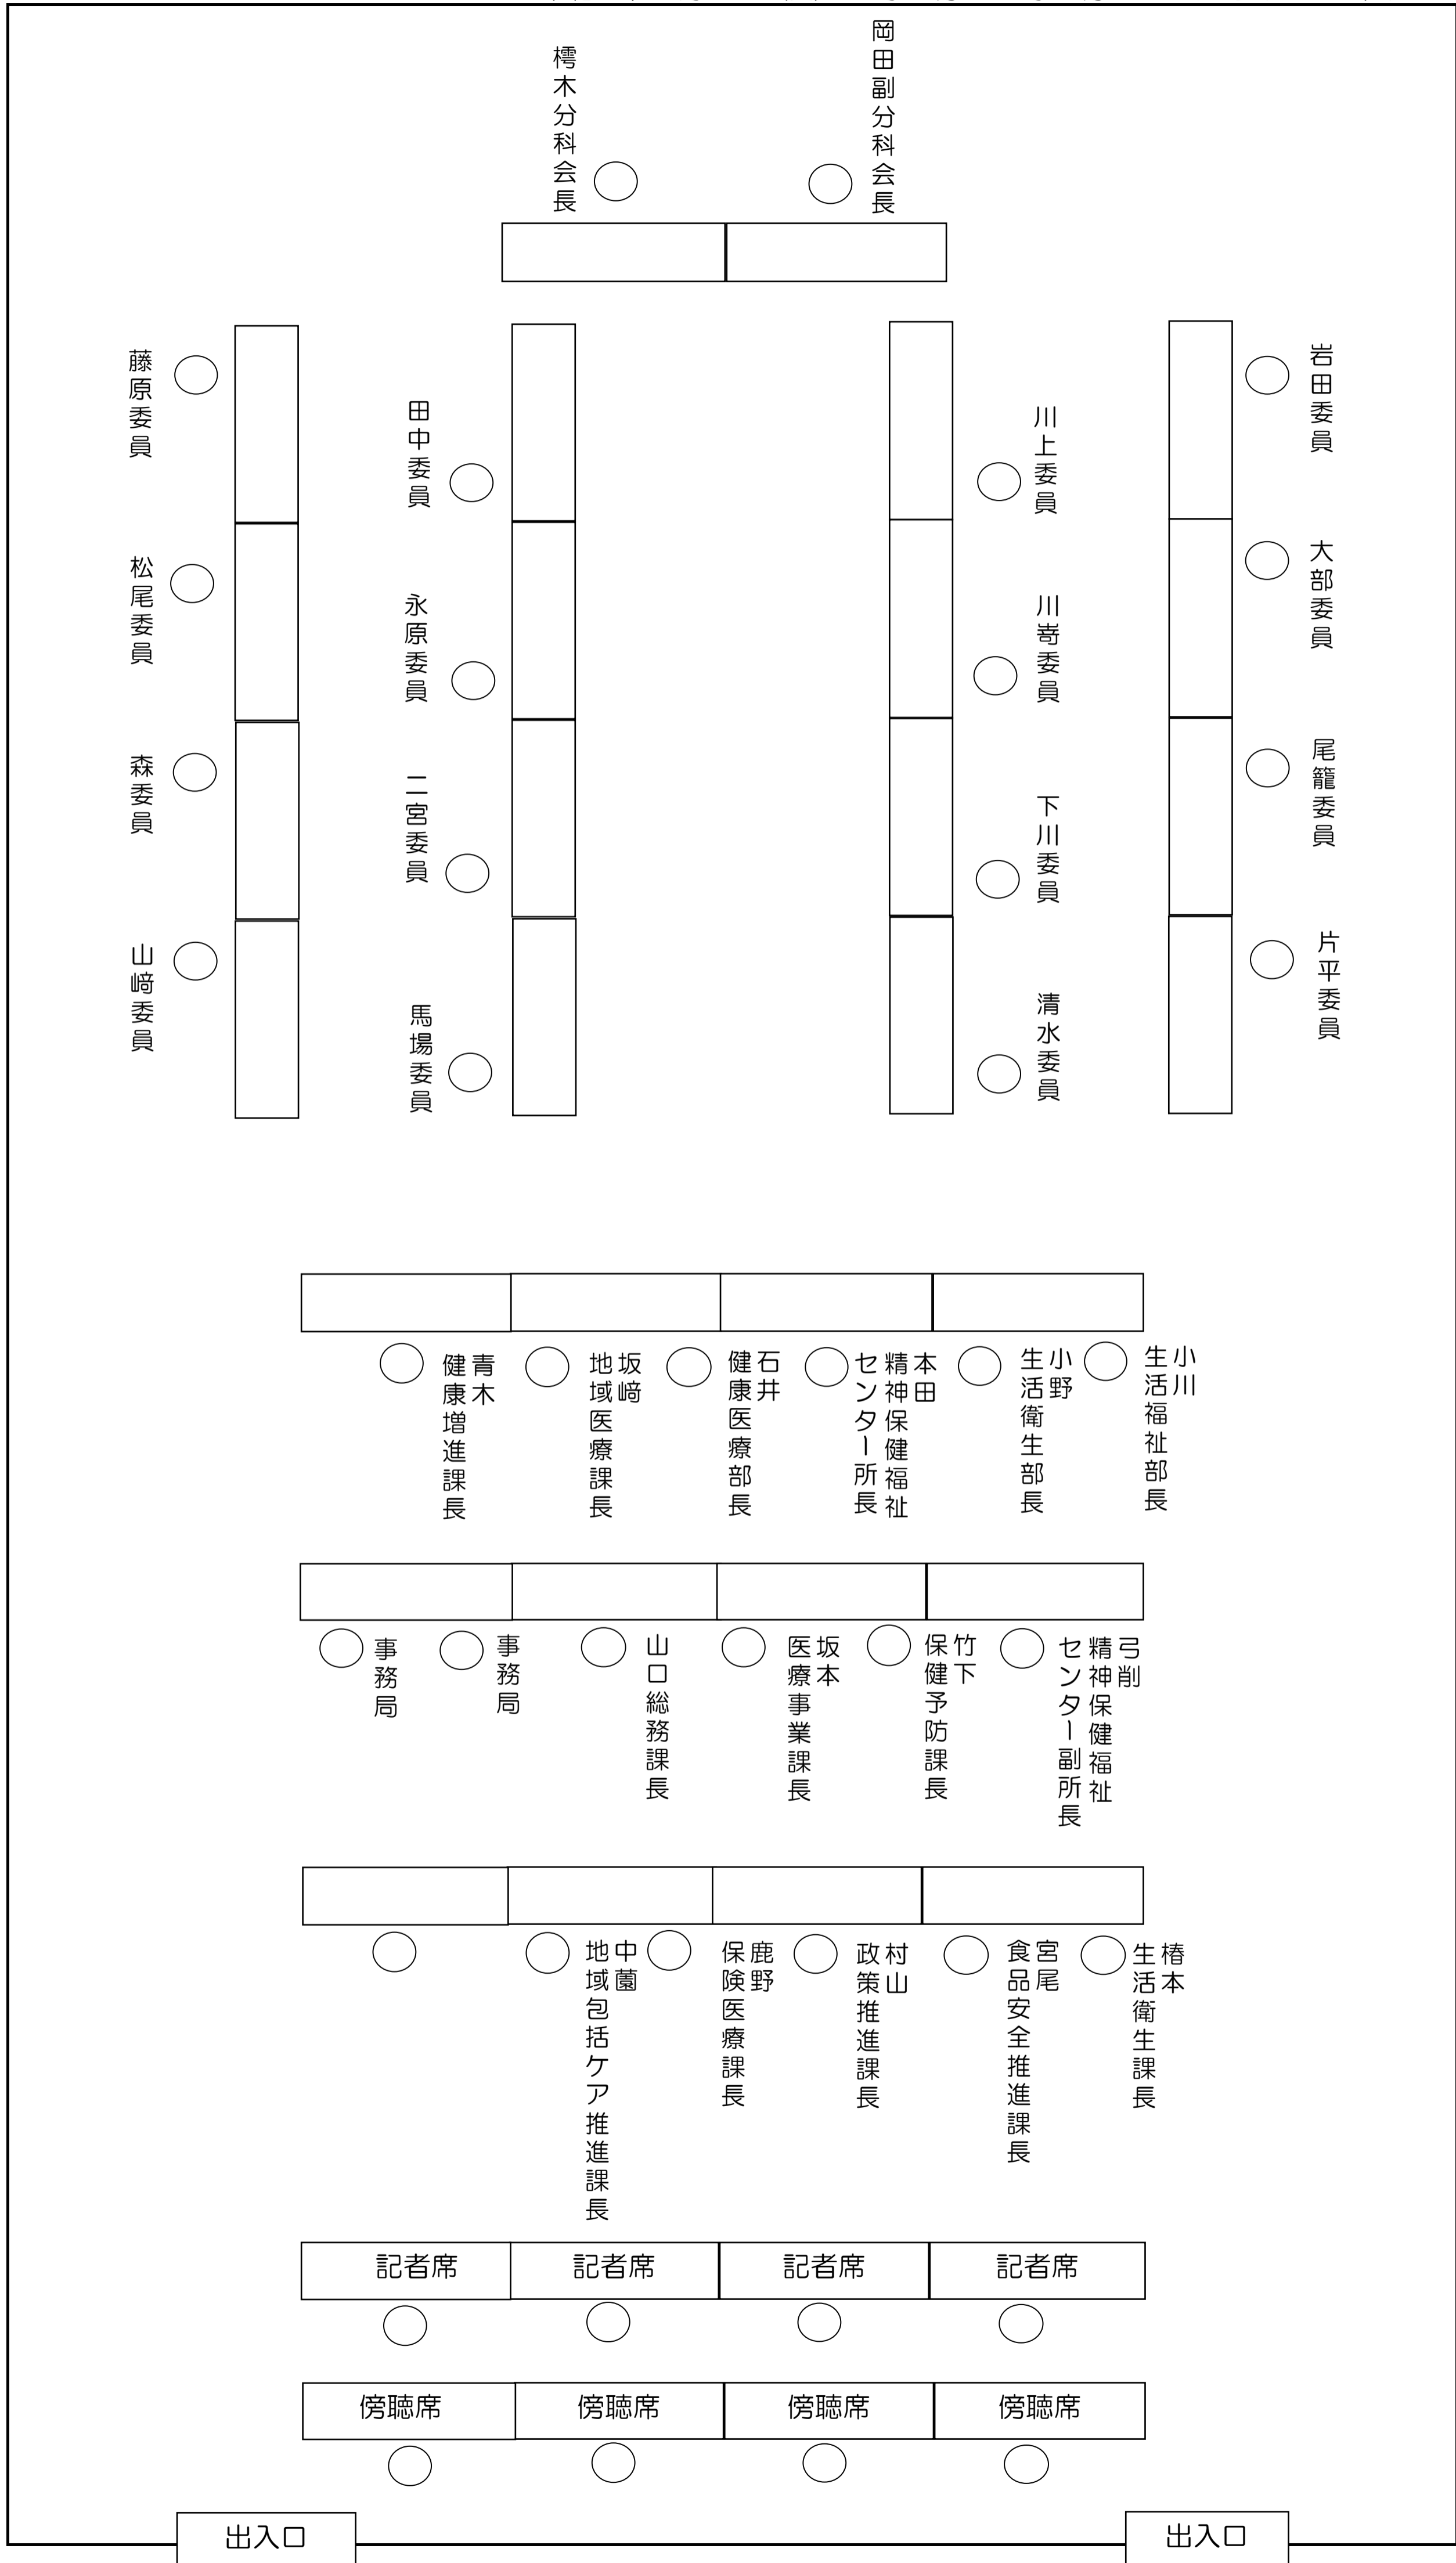 樗木分科会長
岡田副分科会長
藤原委員
松尾委員
森委員
山﨑委員
田中委員
永原委員
二宮委員
馬場委員
川上委員
川嵜委員
下川委員
清水委員
岩田委員
大部委員
尾籠委員
片平委員
青木
健康増進課長
坂﨑
地域医療課長
石井
健康医療部長
本田
精神保健福祉
センター所長
小野
生活衛生部長
小川
生活福祉部長
事務局
事務局
山口総務課長
坂本
医療事業課長
竹下
保健予防課長
弓削
精神保健福祉
センター副所長
中薗
地域包括ケア推進課長
鹿野
保険医療課長
村山
政策推進課長
宮尾
食品安全推進課長
椿本
生活衛生課長
記者席
記者席
記者席
記者席
傍聴席
傍聴席
傍聴席
傍聴席
出入口
出入口